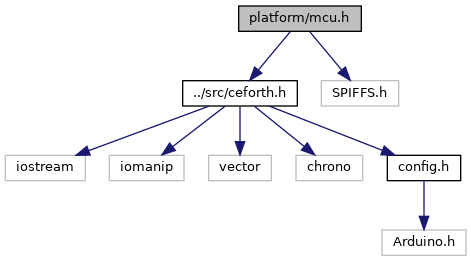 platform/mcu.h
../src/ceforth.h
SPIFFS.h
iostream
iomanip
vector
chrono
config.h
Arduino.h